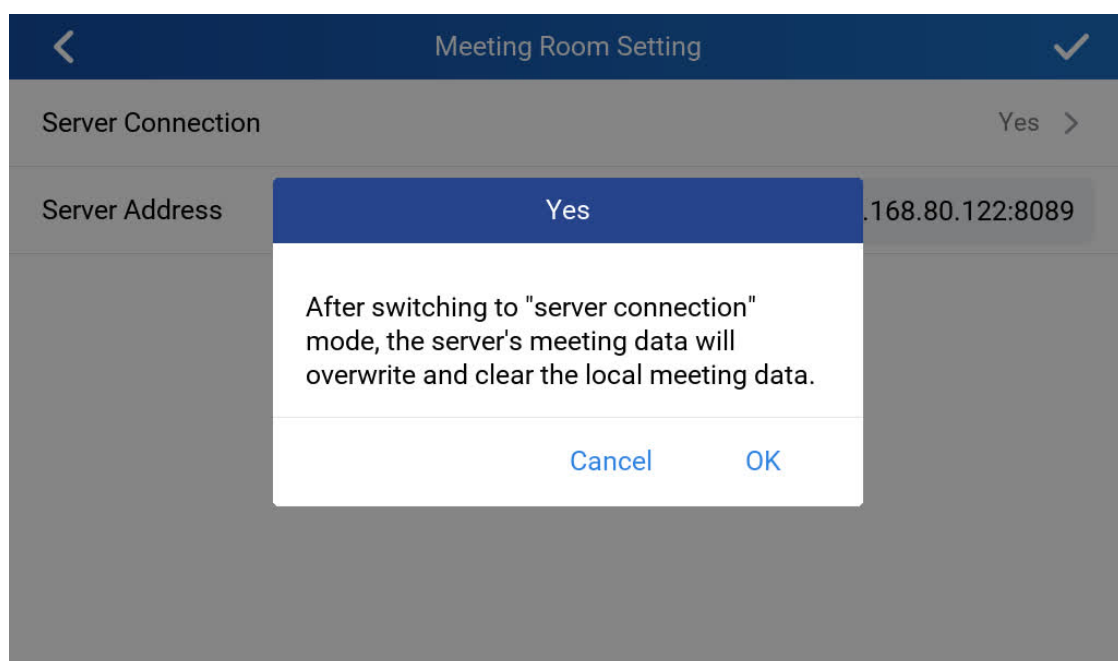 Meeting Room Setting
Server Connection
Yes
Server Address
.168.80.122:8089
Yes
After switching to "server connection"
mode, the server's meeting data will
overwrite and clear the local meeting data.
Cancel
OK